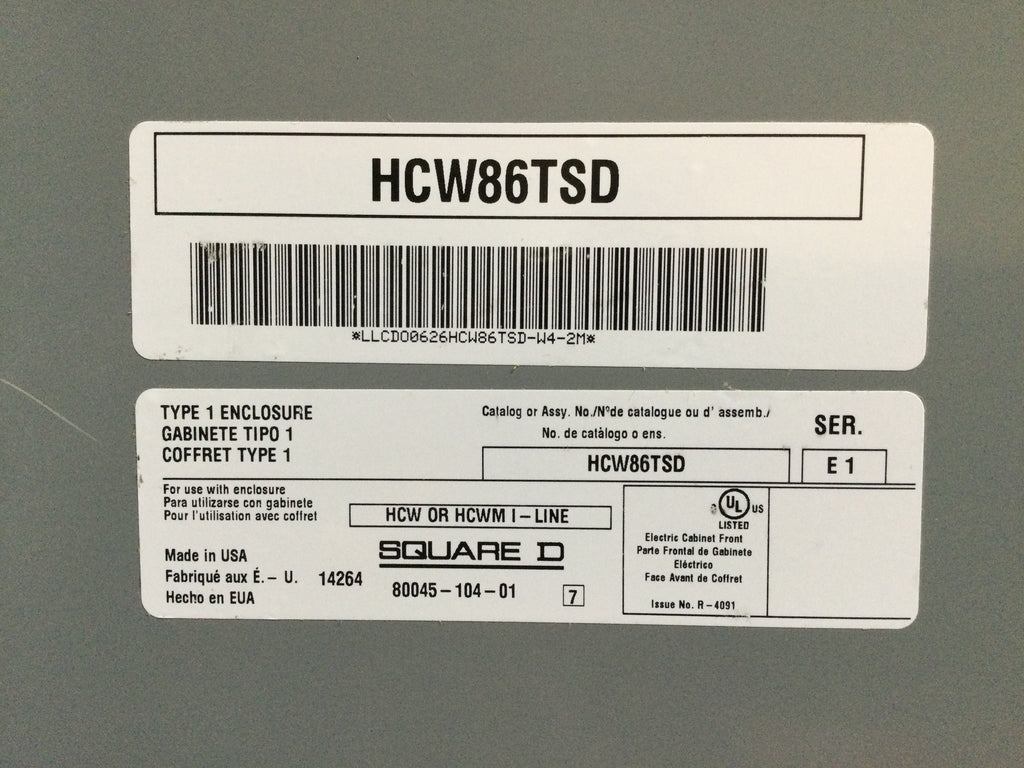 HCW86TSD
*LLCD00626HCW86TSD-W4-2M*
TYPE 1 ENCLOSURE
GABINETE TIPO 1
COFFRET TYPE 1
Catalog or Assy. No./N°de catalogue ou d' assemb./
No. de catàlogo o ens.
HCW86TSD
SER.
E 1
For use with enclosure
Para utilizarse con gabinete
Pour l'utilisation avec coffret
HCW OR HCWM I-LINE
Made in USA
Fabriqué aux É.- U. 14264
Hecho en EUA
SQUARE D
80045-104-01
7
c UL US
LISTED
Electric Cabinet Front
Parte Frontal de Gabinete
Eléctrico
Face Avant de Coffret
Issue No. R-4091